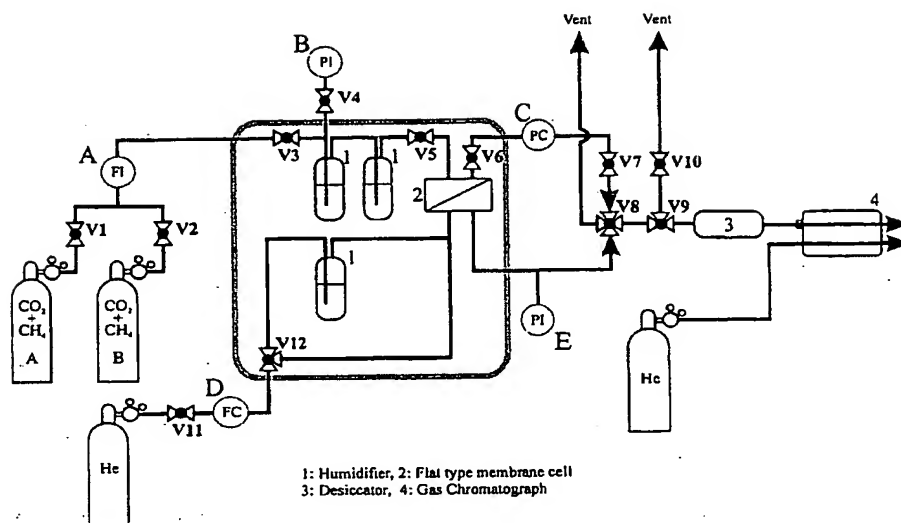 Vent
Vent
B
PI
V4
C
PC
A
FI
V3
1
1
V5
V6
V7
V10
2
V8
V9
3
4
V1
V2
CO2
+
CH4
A
CO2
+
CH4
B
1
PI
E
V12
D
FC
V11
He
He
1: Humidifier, 2: Flat type membrane cell
3: Desiccator, 4: Gas Chromatograph